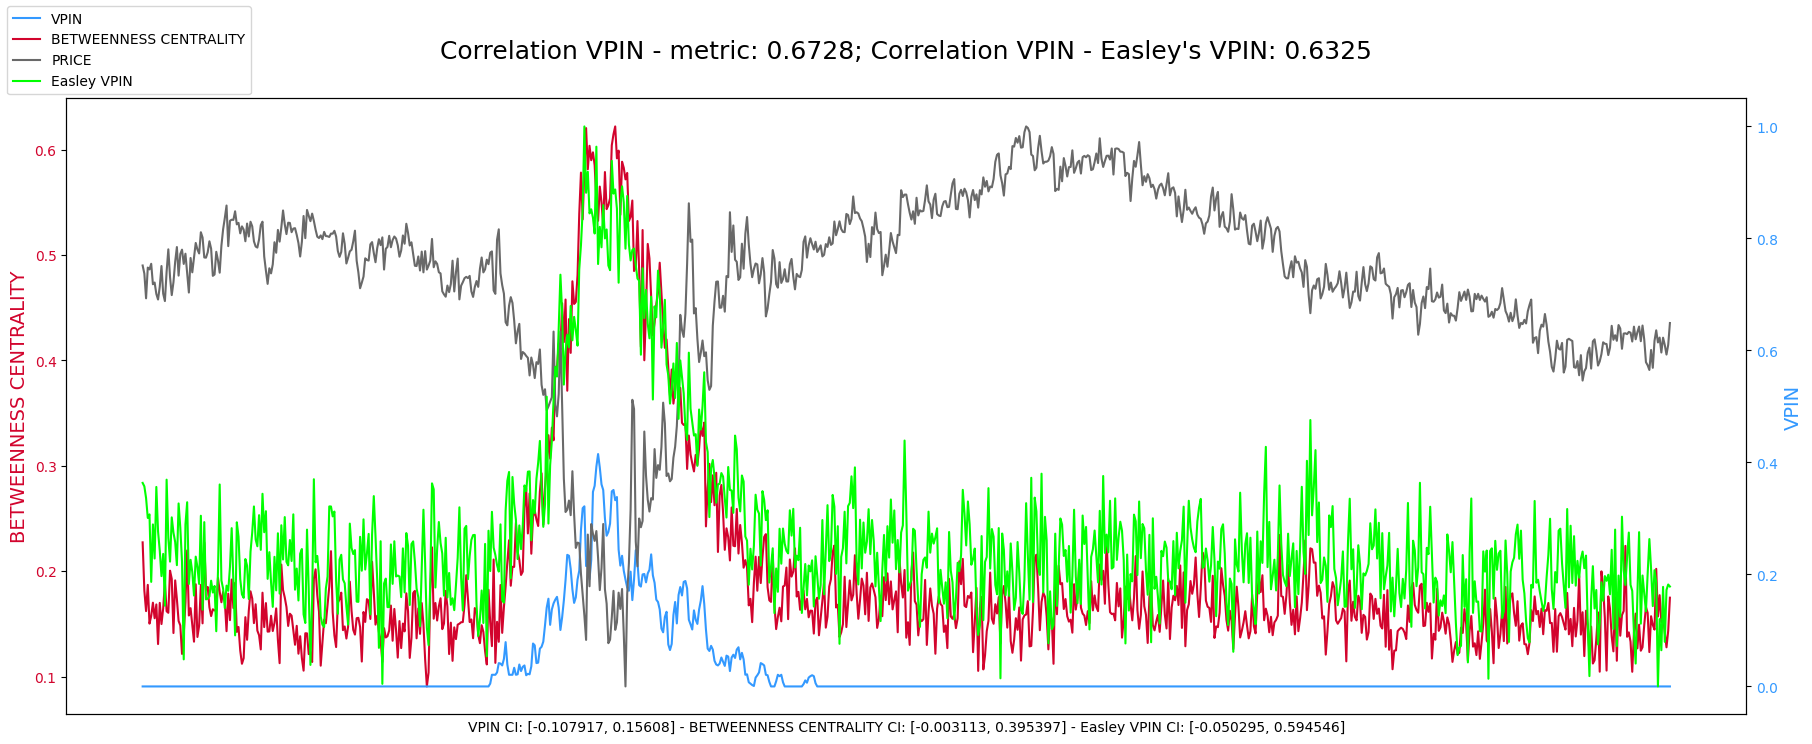 VPIN
BETWEENNESS CENTRALITY
PRICE
Easley VPIN
Correlation VPIN - metric: 0.6728; Correlation VPIN - Easley's VPIN: 0.6325
BETWEENNESS CENTRALITY
0.6
0.5
0.4
0.3
0.2
0.1
1.0
0.8
0.6
0.4
0.2
0.0
VPIN
VPIN CI: [-0.107917, 0.15608] - BETWEENNESS CENTRALITY CI: [-0.003113, 0.395397] - Easley VPIN CI: [-0.050295, 0.594546]